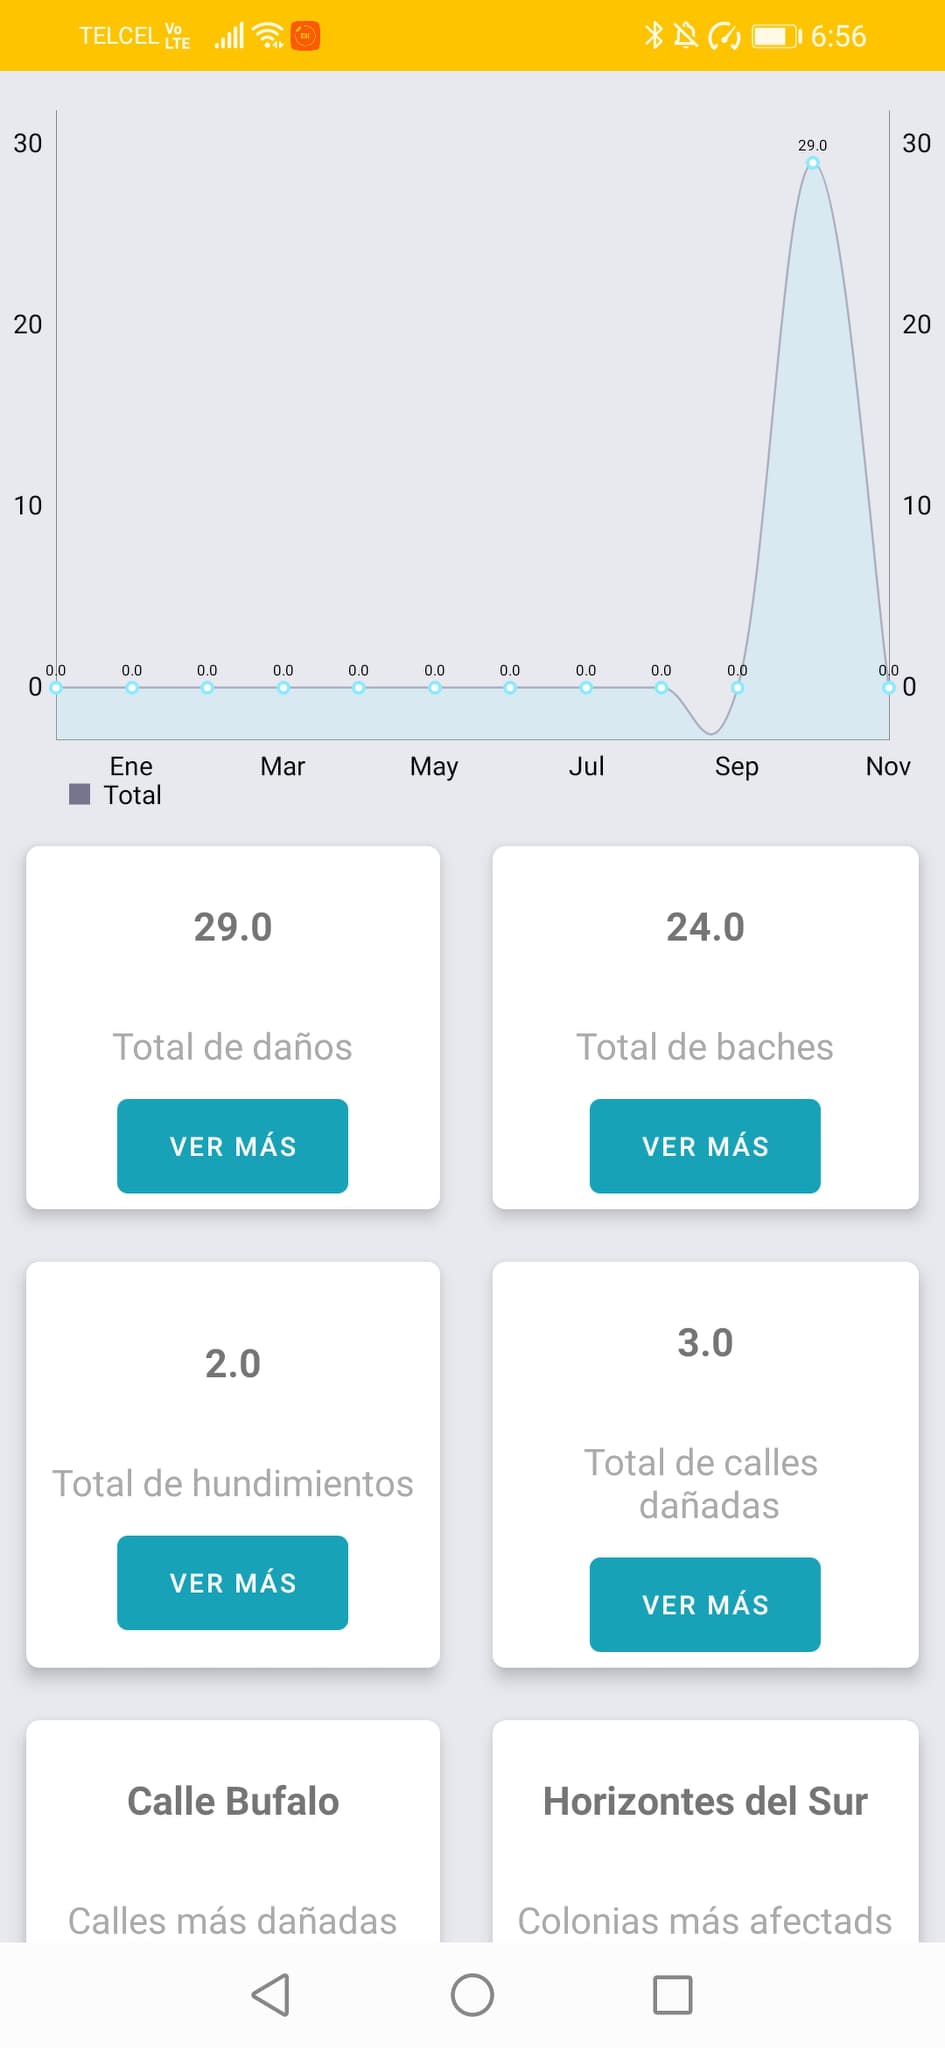 TELCEL Vo LTE 6:56
30 29.0 30
20 20
10 10
0.0 0.0 0.0 0.0 0.0 0.0 0.0 0.0 0.0 0.0 0.0
0 0
Ene Mar May Jul Sep Nov
Total
29.0 24.0
Total de daños Total de baches
VER MÁS VER MÁS
2.0 3.0
Total de hundimientos Total de calles
dañadas
VER MÁS VER MÁS
Calle Bufalo Horizontes del Sur
Calles más dañadas Colonias más afectads